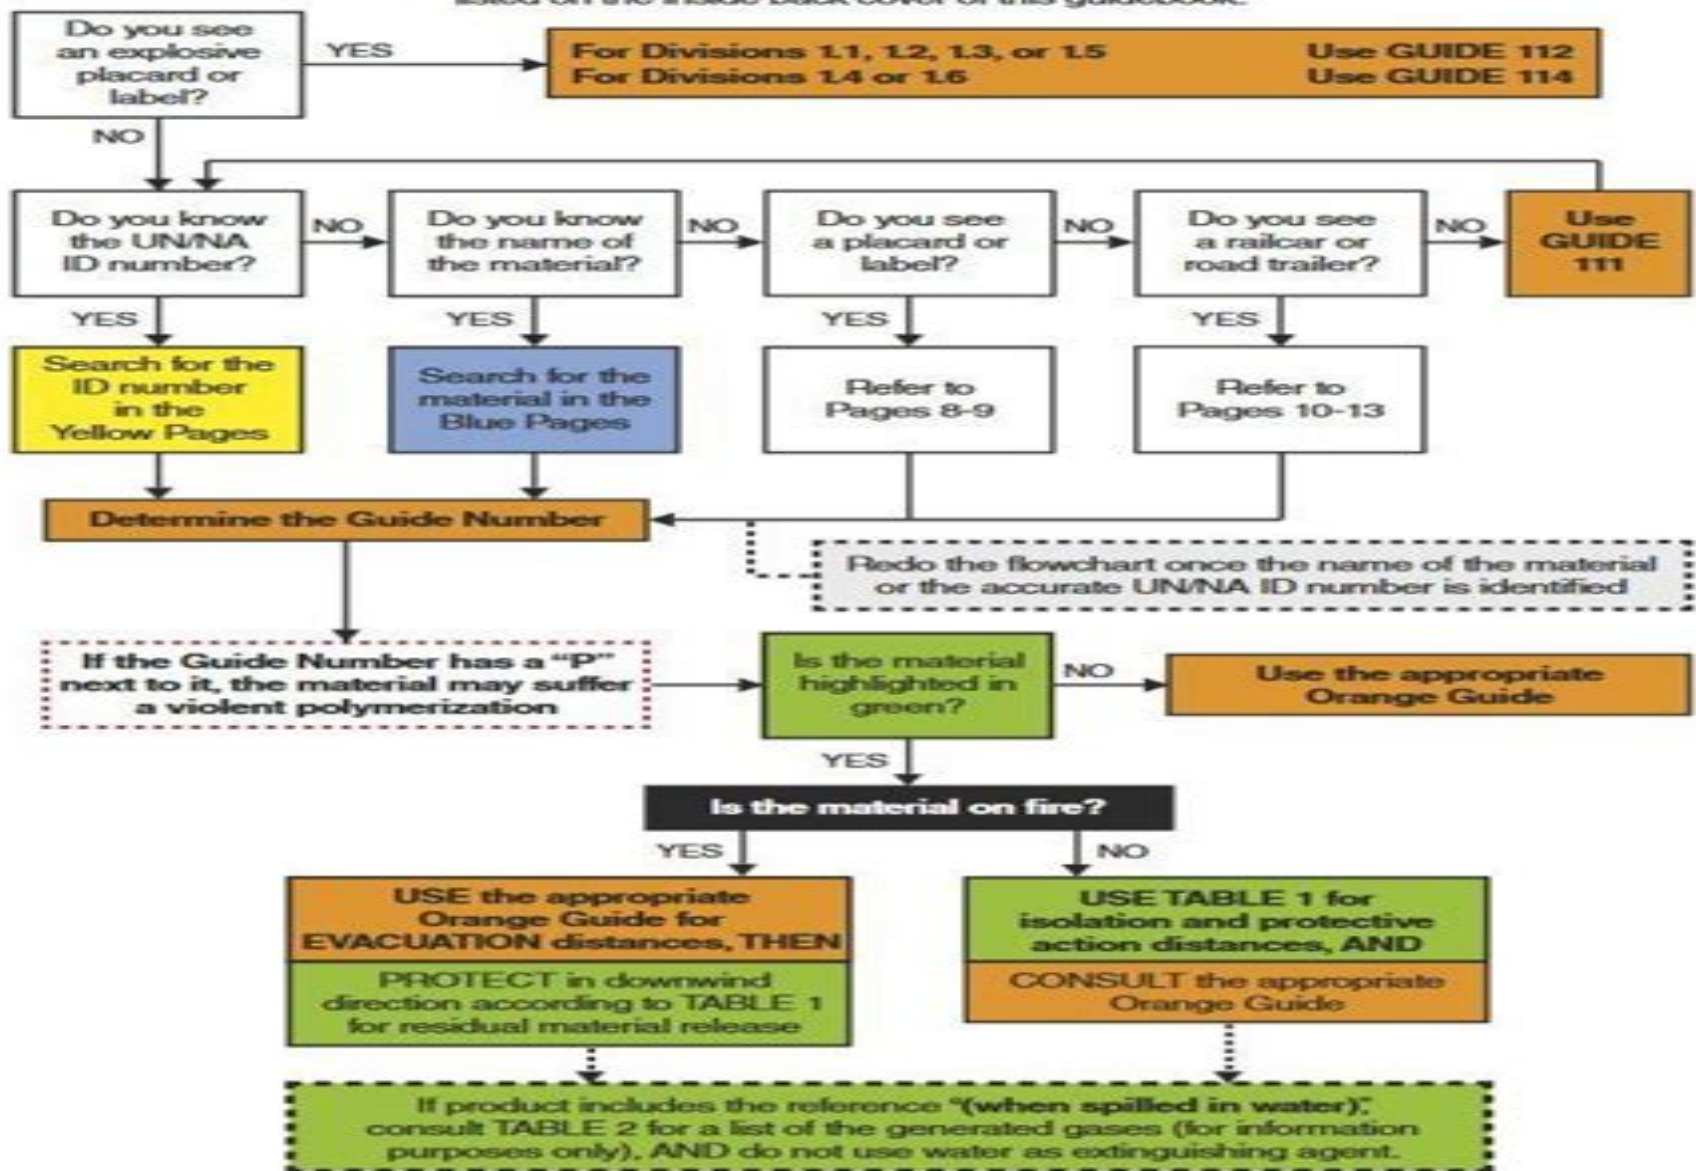 listed on the inside back cover of this guidebook.
Do you see
an explosive
placard or
label?
YES
For Divisions 1.1, 1.2, 1.3, or 1.5 Use GUIDE 112
For Divisions 1.4 or 1.6 Use GUIDE 114
NO
Do you know
the UN/NA
ID number?
NO
Do you know
the name of
the material?
NO
Do you see
a placard or
label?
NO
Do you see
a railcar or
road trailer?
NO
Use
GUIDE
111
YES
YES
YES
YES
Search for the
ID number
in the
Yellow Pages
Search for the
material in the
Blue Pages
Refer to
Pages 8-9
Refer to
Pages 10-13
Determine the Guide Number
Redo the flowchart once the name of the material
or the accurate UN/NA ID number is identified
If the Guide Number has a “P”
next to it, the material may suffer
a violent polymerization
Is the material
highlighted in
green?
NO
Use the appropriate
Orange Guide
YES
Is the material on fire?
YES
NO
USE the appropriate
Orange Guide for
EVACUATION distances, THEN
PROTECT in downwind
direction according to TABLE 1
for residual material release
USE TABLE 1 for
isolation and protective
action distances, AND
CONSULT the appropriate
Orange Guide
If product includes the reference “(when spilled in water)”,
consult TABLE 2 for a list of the generated gases (for information
purposes only), AND do not use water as extinguishing agent.